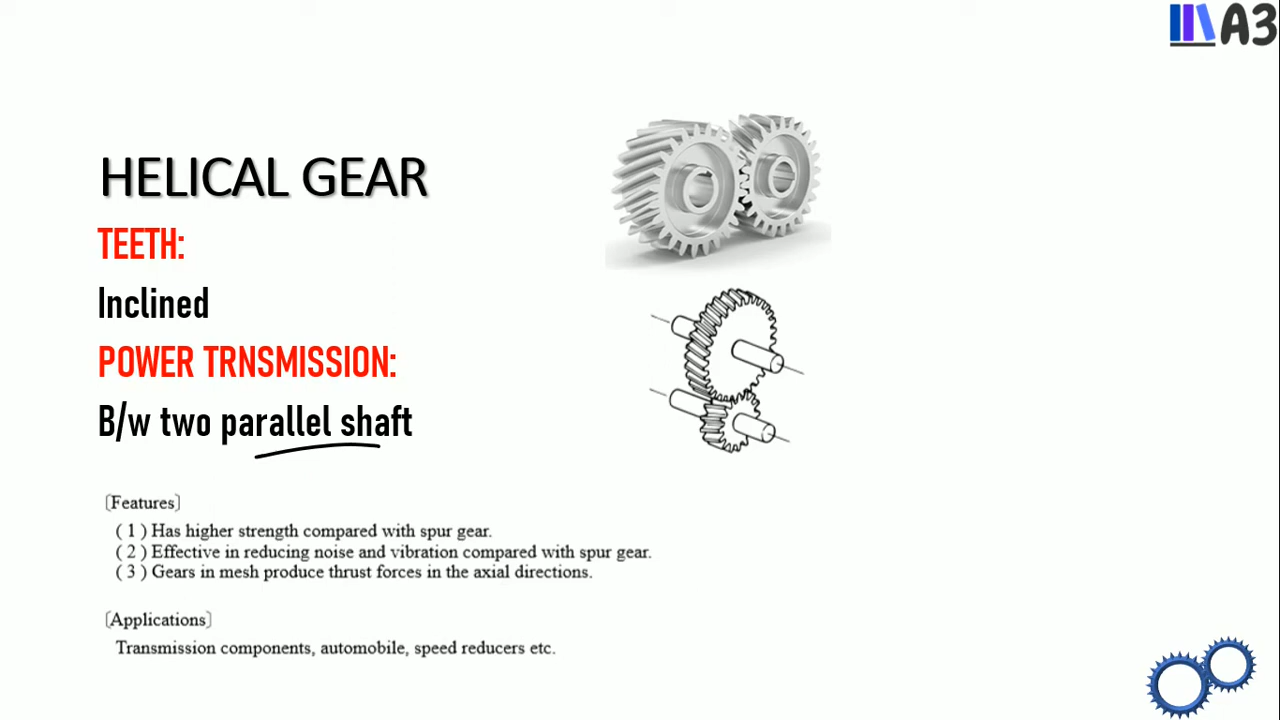 A3
HELICAL GEAR
TEETH:
Inclined
POWER TRNSMISSION:
B/w two parallel shaft
〔Features〕
( 1 ) Has higher strength compared with spur gear.
( 2 ) Effective in reducing noise and vibration compared with spur gear.
( 3 ) Gears in mesh produce thrust forces in the axial directions.
〔Applications〕
Transmission components, automobile, speed reducers etc.